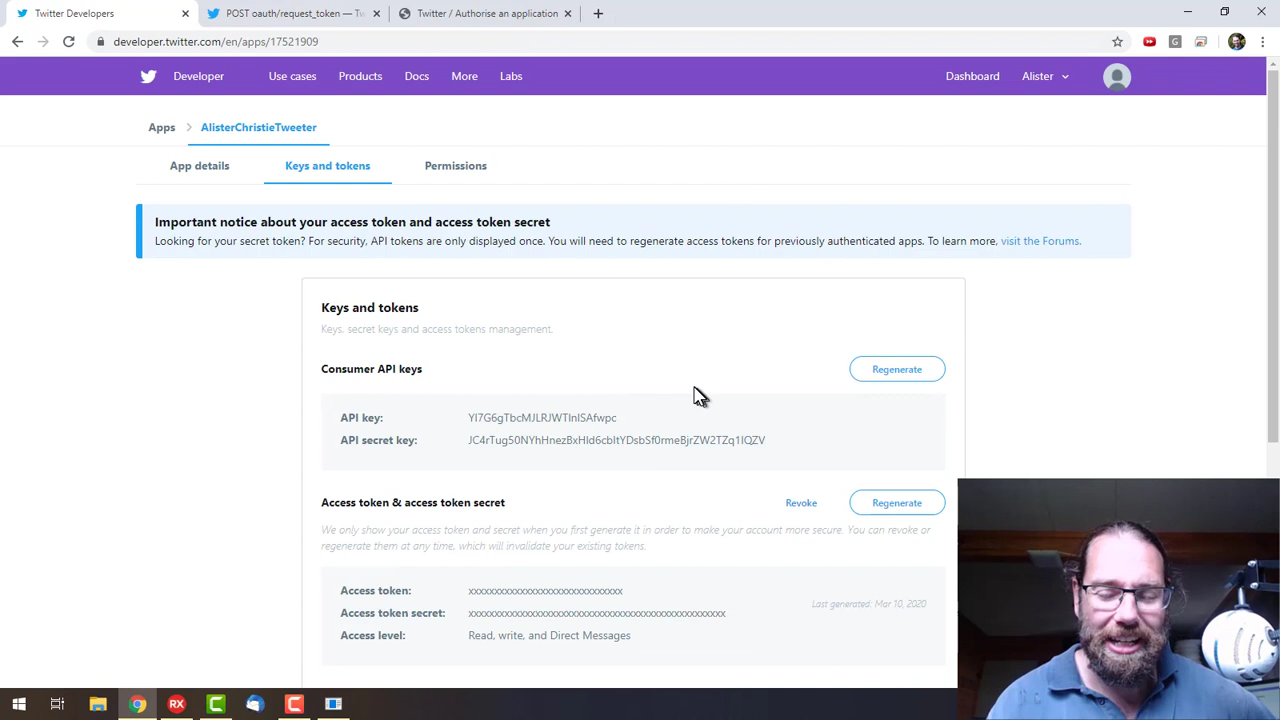 Twitter Developers
POST oauth/request_token — Tw
Twitter / Authorise an application
developer.twitter.com/en/apps/17521909
Developer Use cases Products Docs More Labs Dashboard Alister
Apps AlisterChristieTweeter
App details Keys and tokens Permissions
Important notice about your access token and access token secret
Looking for your secret token? For security, API tokens are only displayed once. You will need to regenerate access tokens for previously authenticated apps. To learn more, visit the Forums.
Keys and tokens
Keys, secret keys and access tokens management.
Consumer API keys Regenerate
API key:
API secret key:
Access token & access token secret Revoke Regenerate
We only show your access token and secret when you first generate it in order to make your account more secure. You can revoke or
regenerate them at any time, which will invalidate your existing tokens.
Access token: xxxxxxxxxxxxxxxxxxxxxxxxxxxxxx
Last generated: Mar 10, 2020
Access token secret:
Access level: Read, write, and Direct Messages
RX